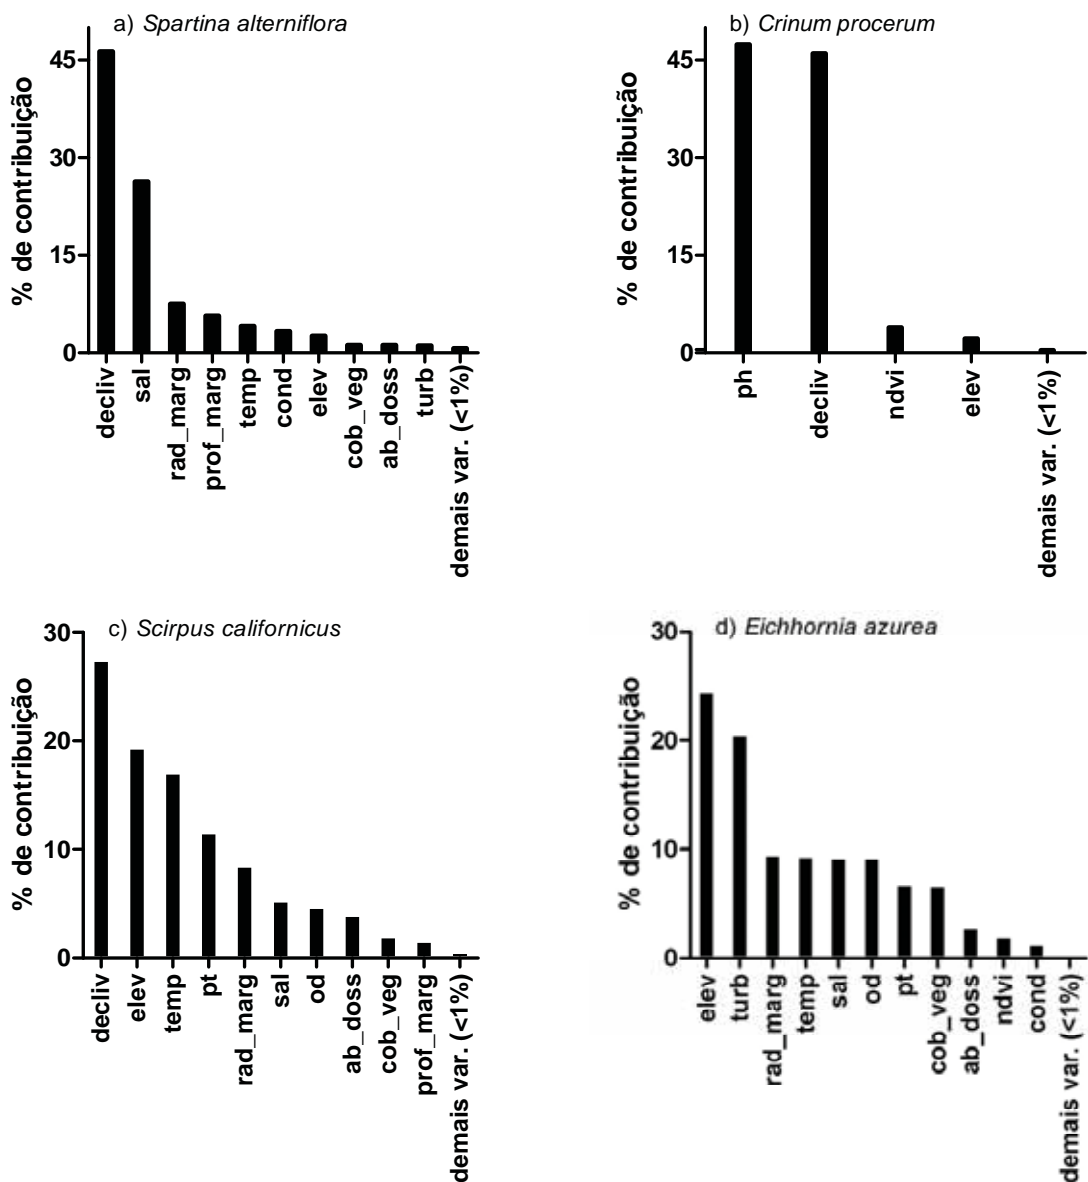 a) Spartina alterniflora
% de contribuição
45
30
15
0
decliv
sal
rad_marg
prof_marg
temp
cond
elev
cob_veg
ab_doss
turb
demais var. (<1%)
b) Crinum procerum
% de contribuição
45
30
15
0
ph
decliv
ndvi
elev
demais var. (<1%)
c) Scirpus californicus
% de contribuição
30
20
10
0
decliv
elev
temp
pt
rad_marg
sal
od
ab_doss
cob_veg
prof_marg
demais var. (<1%)
d) Eichhornia azurea
% de contribuição
30
20
10
0
elev
turb
rad_marg
temp
sal
od
pt
cob_veg
ab_doss
ndvi
cond
demais var. (<1%)